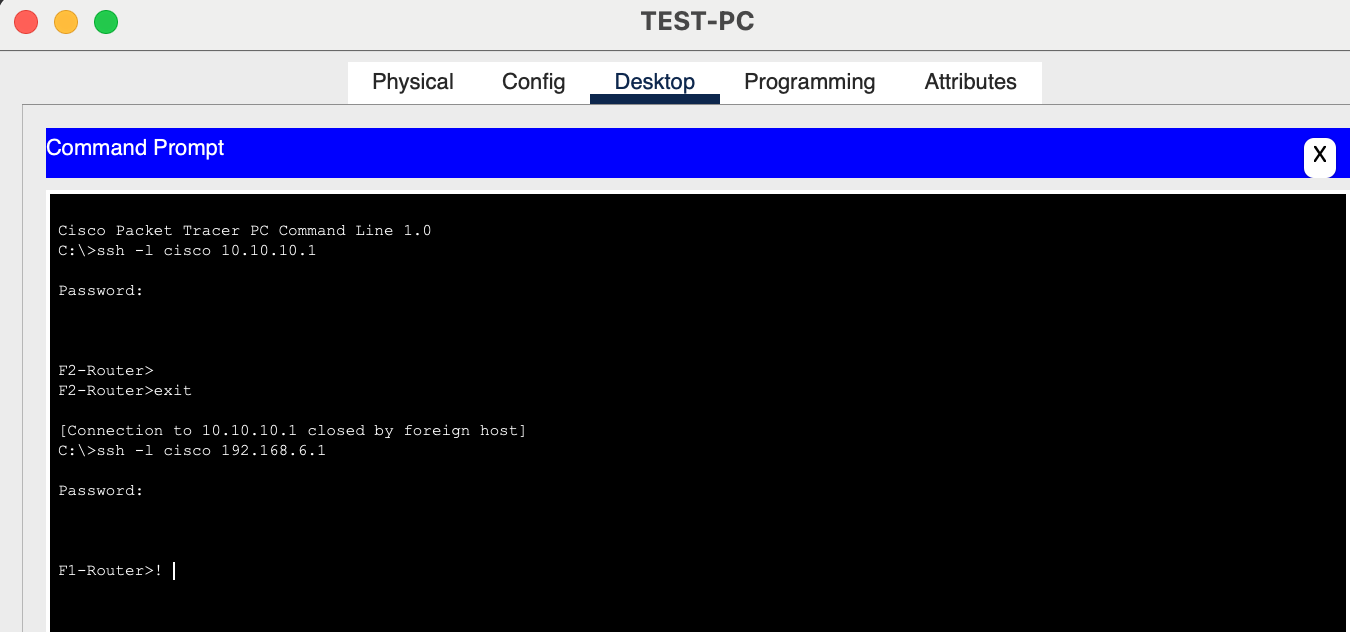 TEST-PC
Physical Config Desktop Programming Attributes
Command Prompt
X
Cisco Packet Tracer PC Command Line 1.0
C:\>ssh -l cisco 10.10.10.1
Password:
F2-Router>
F2-Router>exit
[Connection to 10.10.10.1 closed by foreign host]
C:\>ssh -l cisco 192.168.6.1
Password:
F1-Router>!